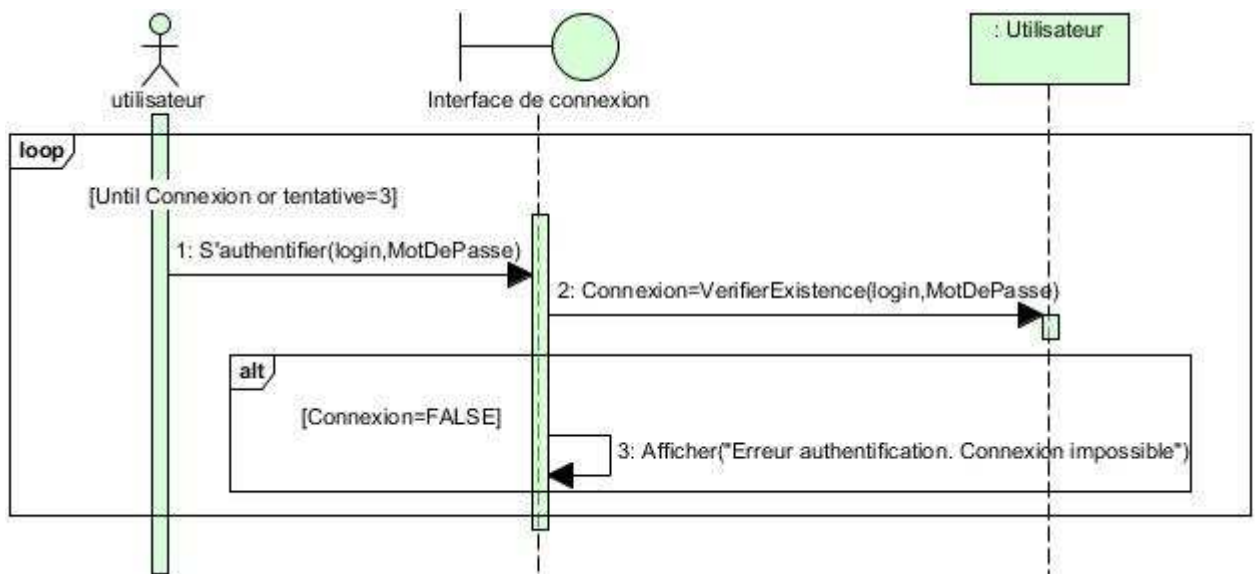 : Utilisateur
utilisateur
Interface de connexion
loop
[Until Connexion or tentative=3]
1: S'authentifier(login,MotDePasse)
2: Connexion=VerifierExistence(login,MotDePasse)
alt
[Connexion=FALSE]
3: Afficher("Erreur authentification. Connexion impossible")